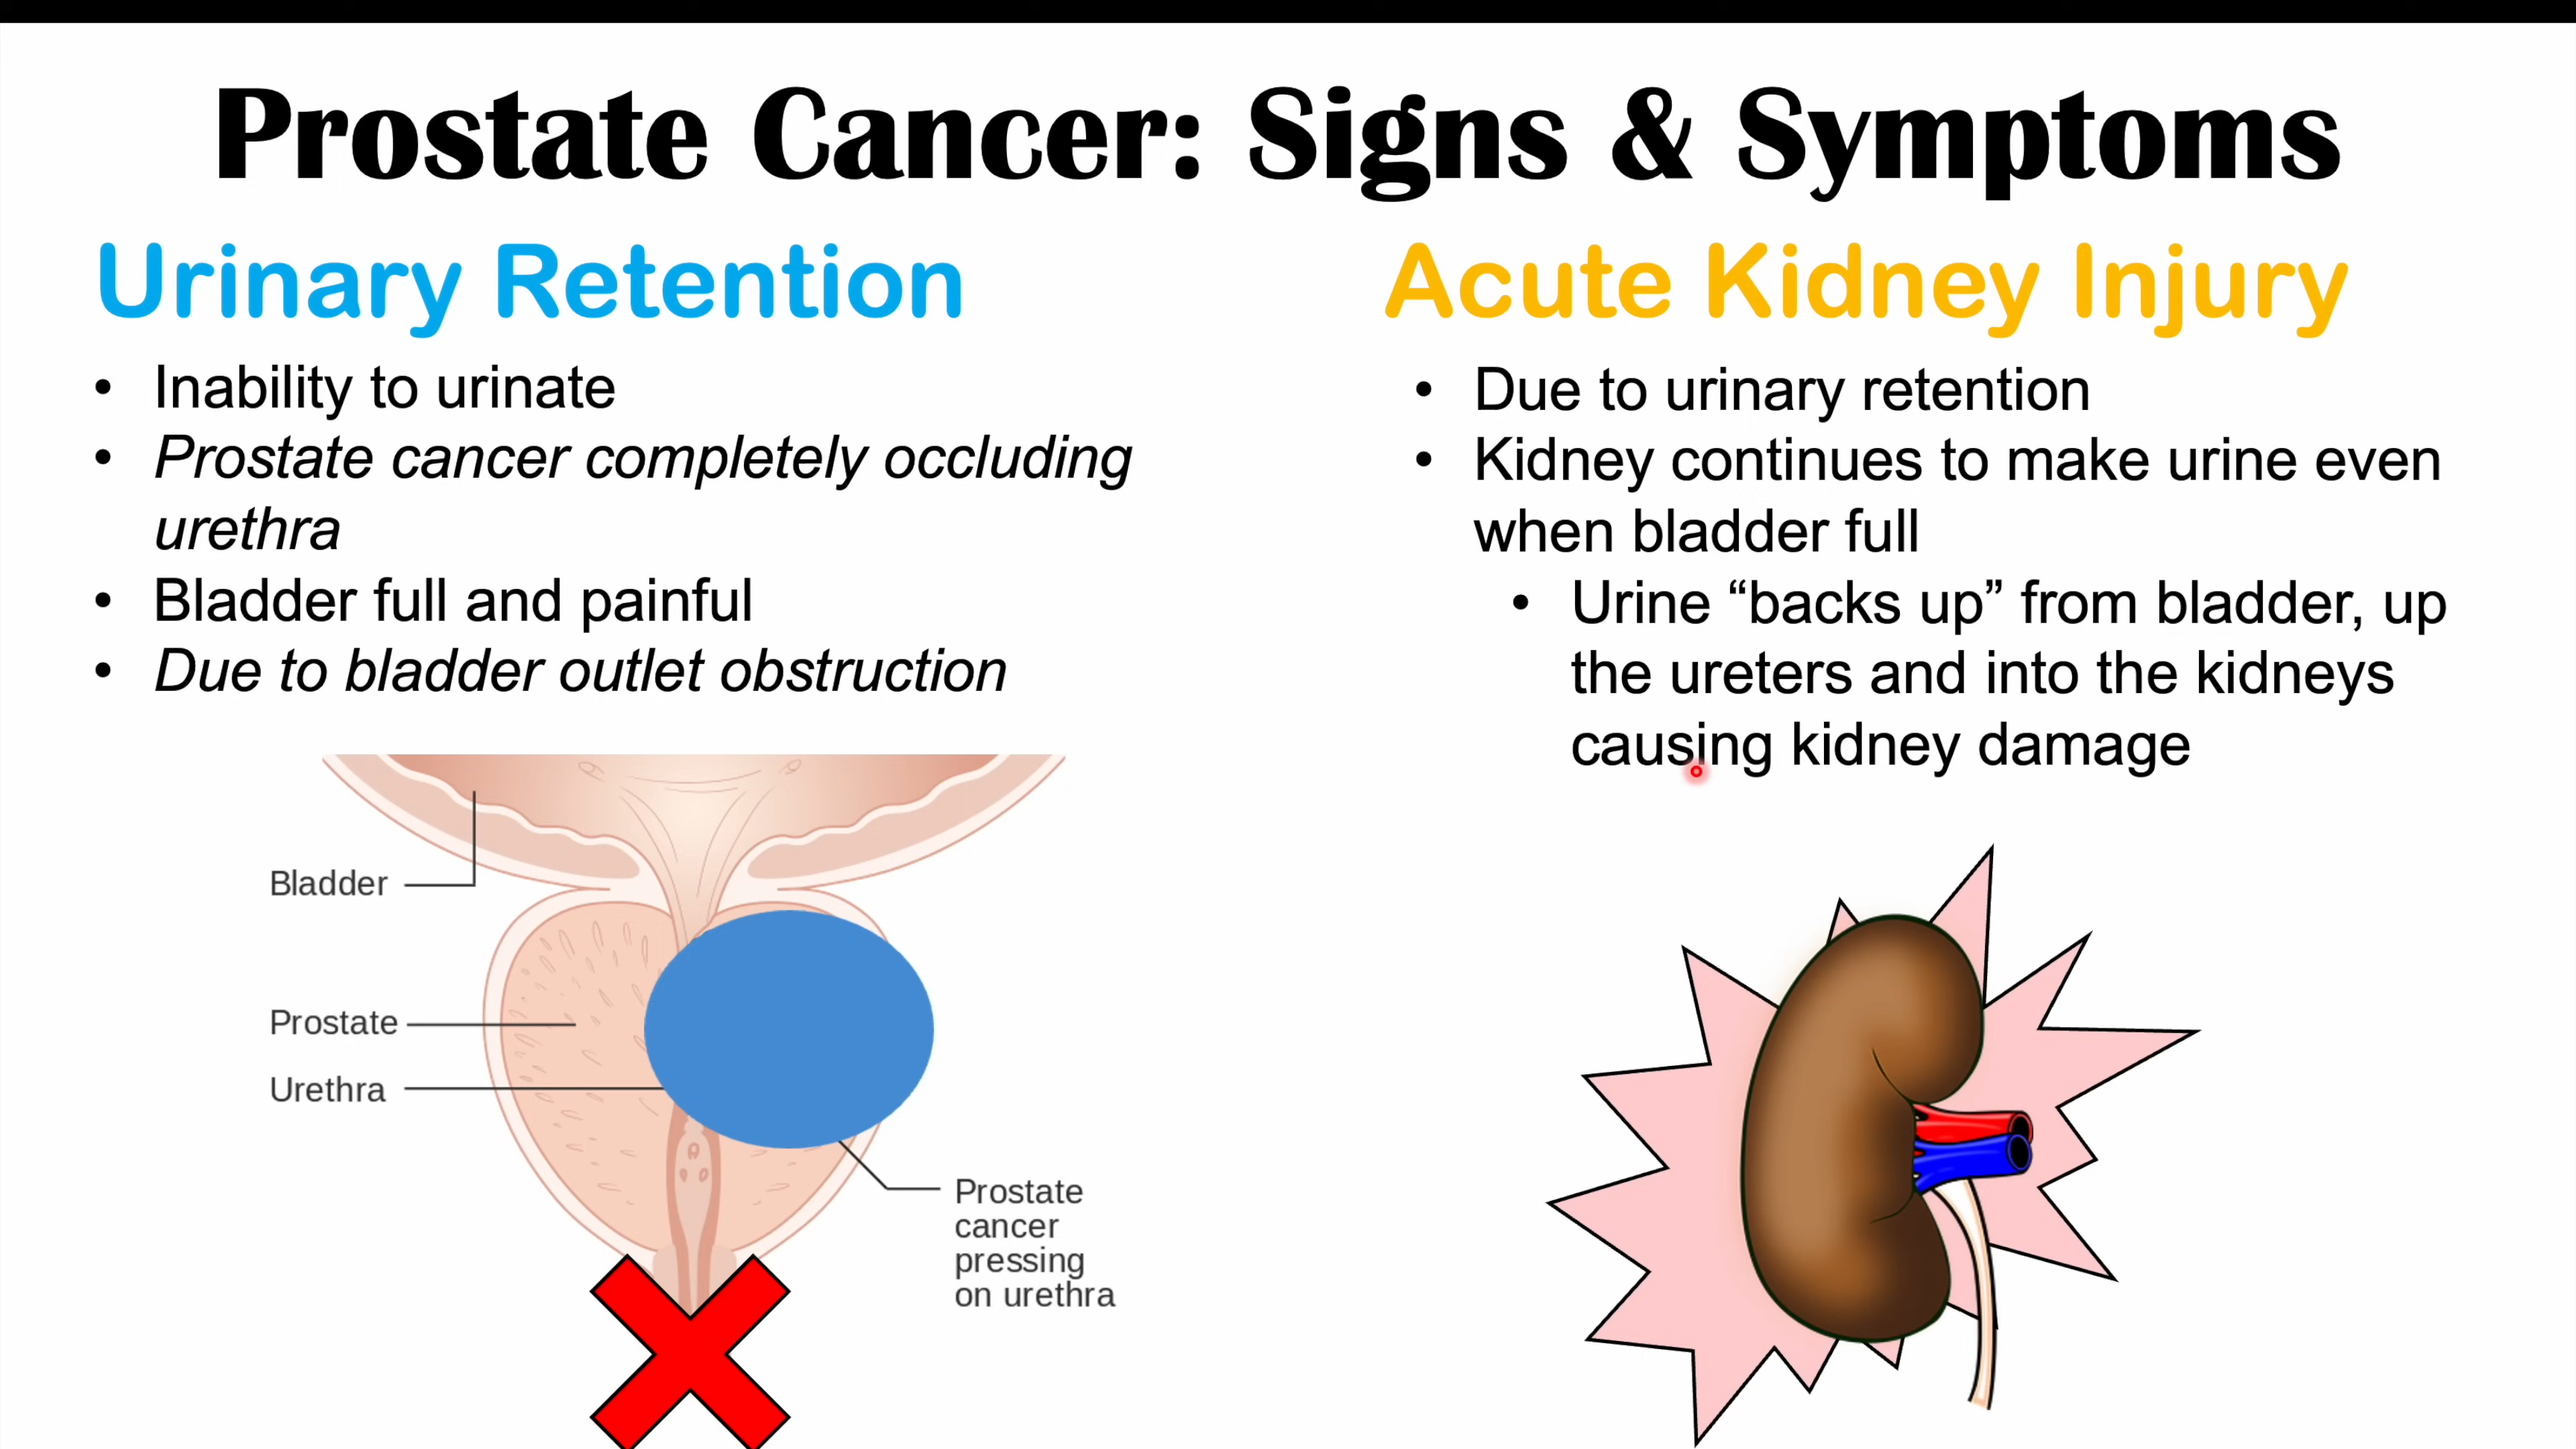 Prostate Cancer: Signs & Symptoms
Urinary Retention
• Inability to urinate
• Prostate cancer completely occluding
urethra
• Bladder full and painful
• Due to bladder outlet obstruction
Bladder
Prostate
Urethra
Prostate
cancer
pressing
on urethra
Acute Kidney Injury
• Due to urinary retention
• Kidney continues to make urine even
when bladder full
• Urine “backs up” from bladder, up
the ureters and into the kidneys
causing kidney damage